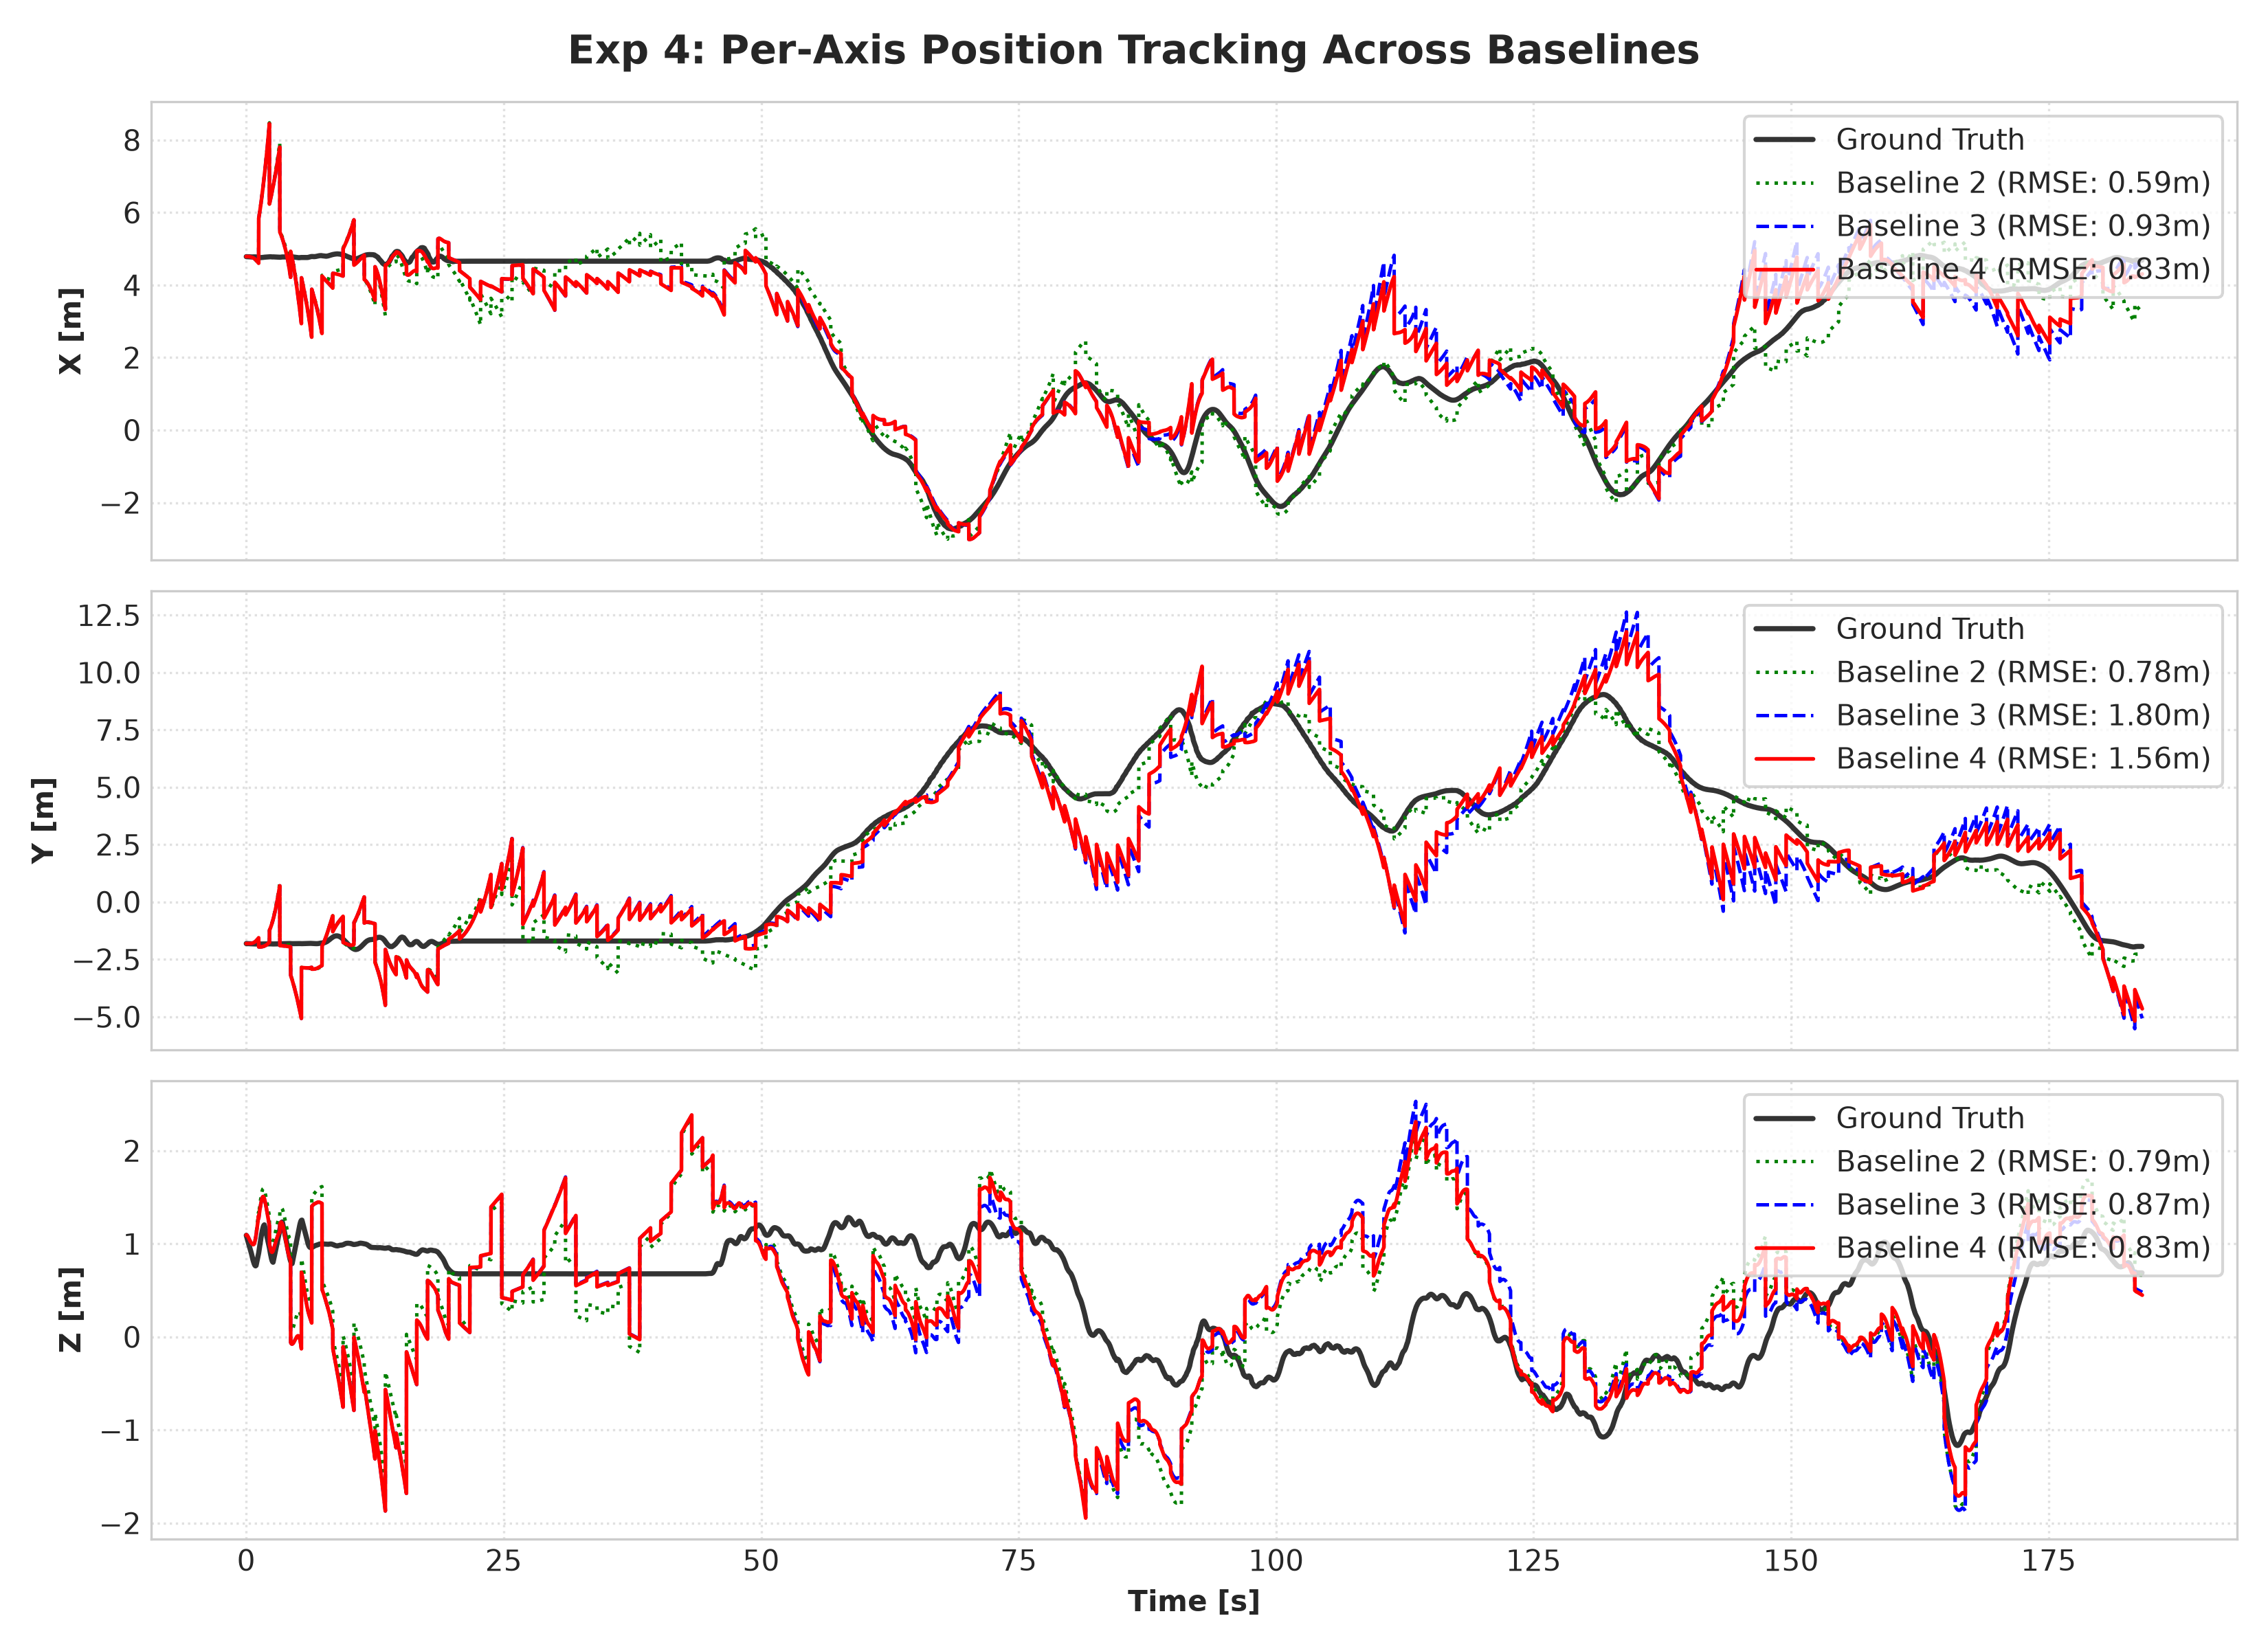 Exp 4: Per-Axis Position Tracking Across Baselines
X [m]
8
6
4
2
0
−2
Ground Truth
Baseline 2 (RMSE: 0.59m)
Baseline 3 (RMSE: 0.93m)
Baseline 4 (RMSE: 0.83m)
Y [m]
12.5
10.0
7.5
5.0
2.5
0.0
−2.5
−5.0
Ground Truth
Baseline 2 (RMSE: 0.78m)
Baseline 3 (RMSE: 1.80m)
Baseline 4 (RMSE: 1.56m)
Z [m]
2
1
0
−1
−2
Ground Truth
Baseline 2 (RMSE: 0.79m)
Baseline 3 (RMSE: 0.87m)
Baseline 4 (RMSE: 0.83m)
0 25 50 75 100 125 150 175
Time [s]